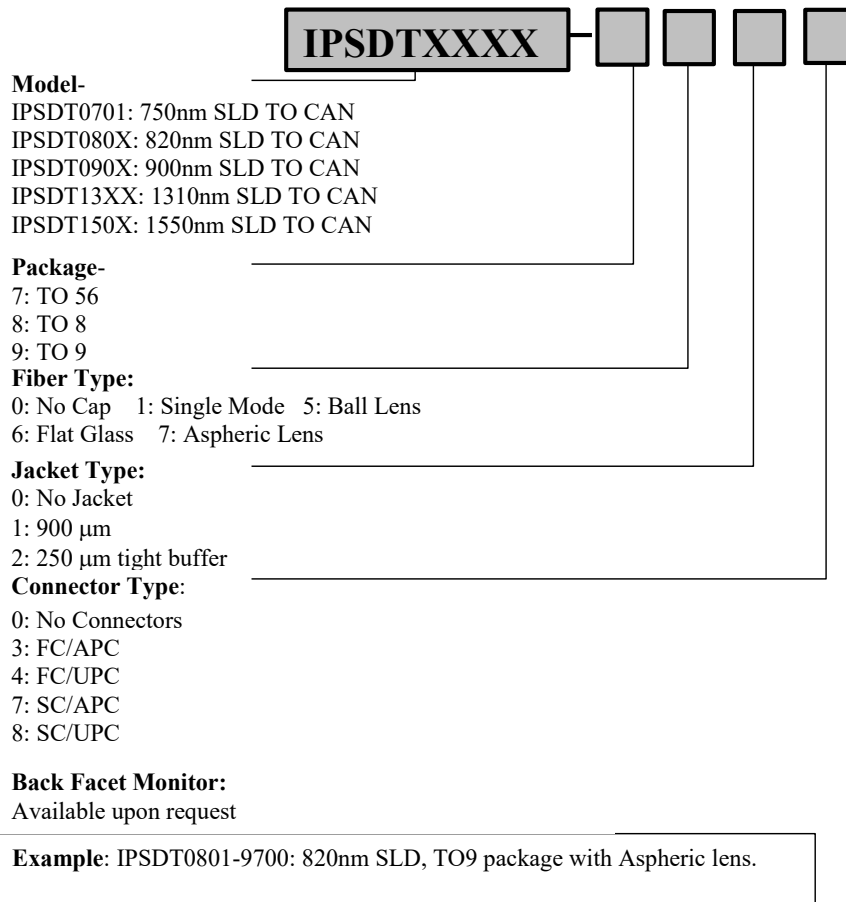 IPSDTXXXX
Model-
IPSDT0701: 750nm SLD TO CAN
IPSDT080X: 820nm SLD TO CAN
IPSDT090X: 900nm SLD TO CAN
IPSDT13XX: 1310nm SLD TO CAN
IPSDT150X: 1550nm SLD TO CAN
Package-
7: TO 56
8: TO 8
9: TO 9
Fiber Type:
0: No Cap 1: Single Mode 5: Ball Lens
6: Flat Glass 7: Aspheric Lens
Jacket Type:
0: No Jacket
1: 900 μm
2: 250 μm tight buffer
Connector Type:
0: No Connectors
3: FC/APC
4: FC/UPC
7: SC/APC
8: SC/UPC
Back Facet Monitor:
Available upon request
Example: IPSDT0801-9700: 820nm SLD, TO9 package with Aspheric lens.